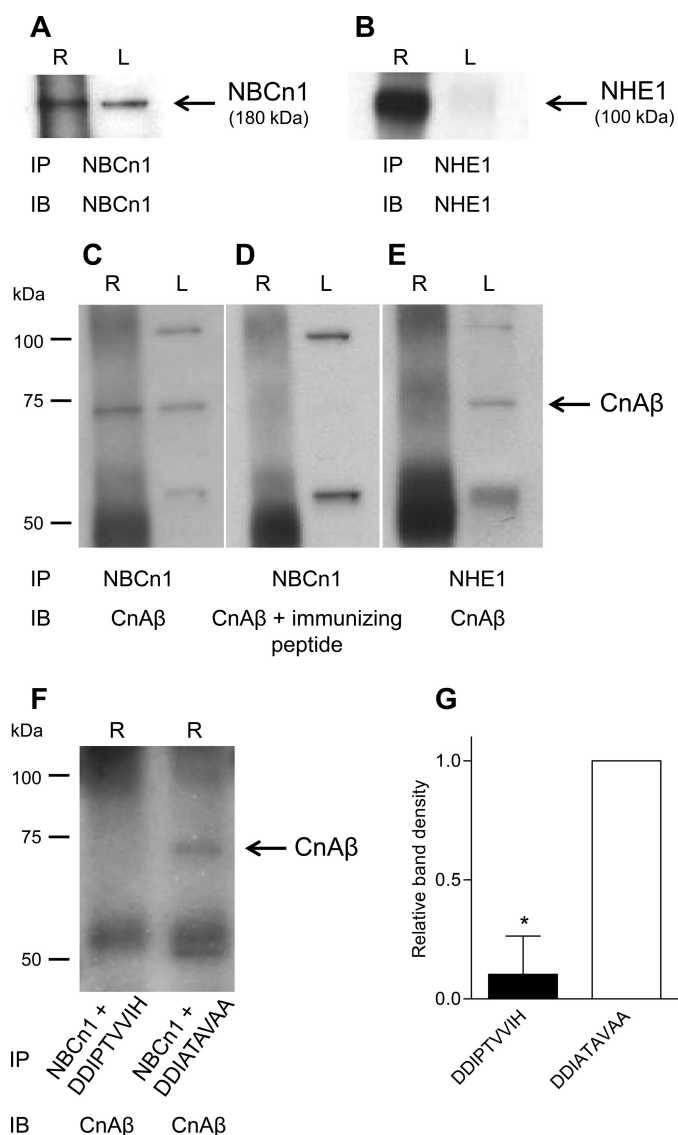 A
B
R L
R L
NBCn1
(180 kDa)
NHE1
(100 kDa)
IP NBCn1
IP NHE1
IB NBCn1
IB NHE1
C D E
kDa
R L R L R L
100
75
50
CnAβ
IP NBCn1 NBCn1 NHE1
IB CnAβ CnAβ + immunizing CnAβ
peptide
F
kDa
R R
100
75
50
CnAβ
IP
NBCn1 +
DDIPTVVIH
NBCn1 +
DDIATAVAA
IB CnAβ CnAβ
G
Relative band density
1.0
0.5
0.0
*
DDIPTVVIH
DDIATAVAA